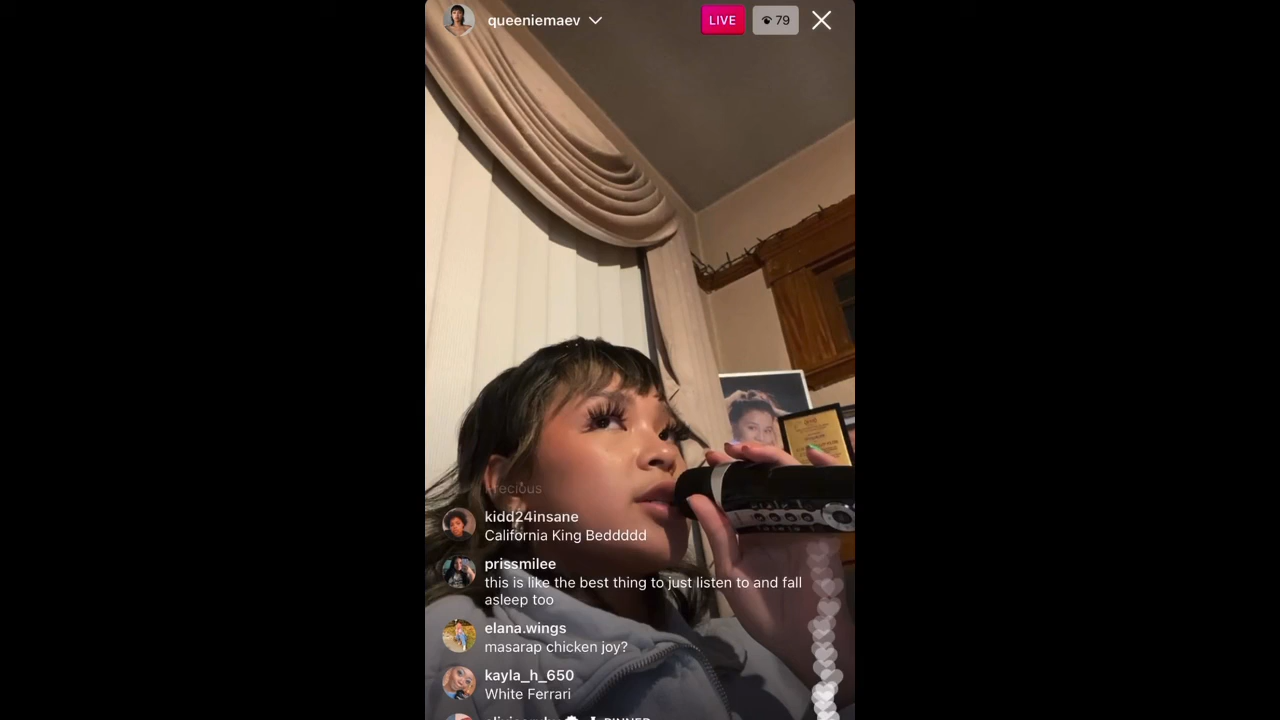 queeniemaev
LIVE
79
Precious
kidd24insane
California King Beddddd
prissmilee
this is like the best thing to just listen to and fall
asleep too
elana.wings
masarap chicken joy?
kayla_h_650
White Ferrari